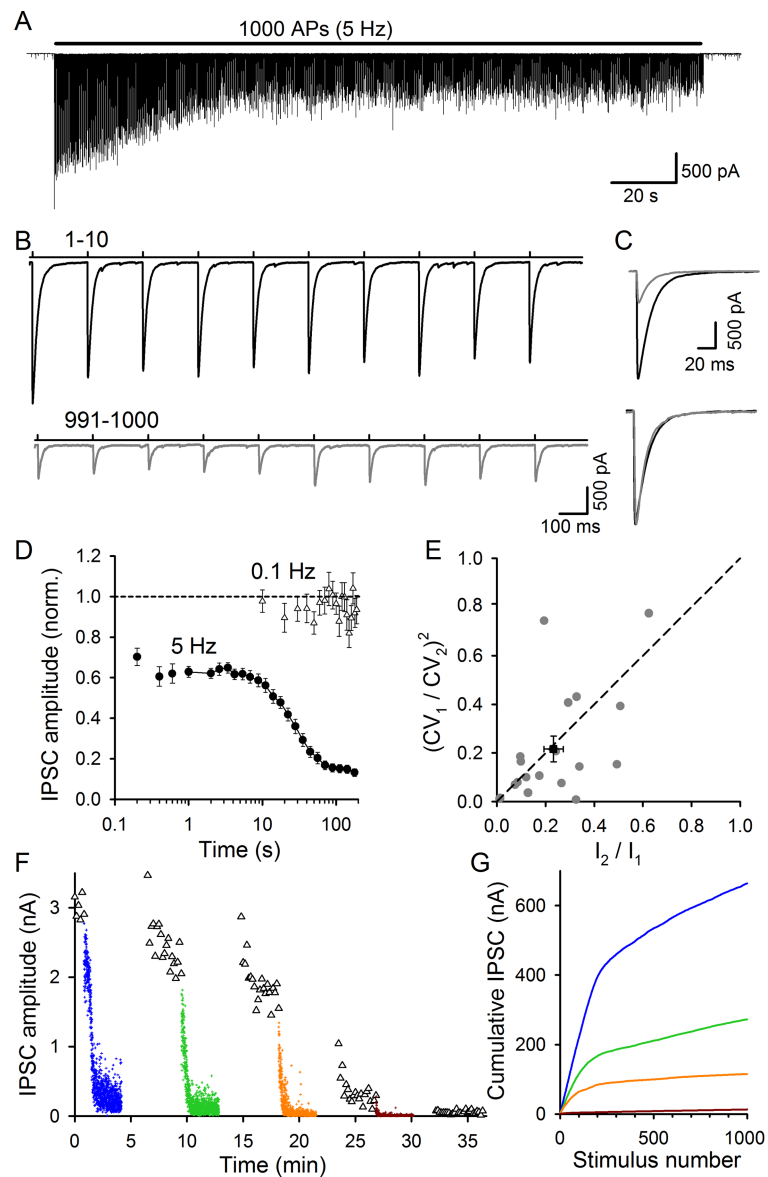 A
1000 APs (5 Hz)
500 pA
20 s
B
1-10
991-1000
500 pA
100 ms
C
500 pA
20 ms
500 pA
D
IPSC amplitude (norm.)
1.2
1.0
0.8
0.6
0.4
0.2
0.0
0.1 Hz
5 Hz
0.1 1 10 100
Time (s)
E
(CV1 / CV2)2
1.0
0.8
0.6
0.4
0.2
0.0
0.0 0.2 0.4 0.6 0.8 1.0
I2 / I1
F
IPSC amplitude (nA)
3
2
1
0
0 5 10 15 20 25 30 35
Time (min)
G
Cumulative IPSC (nA)
600
400
200
0
0 500 1000
Stimulus number